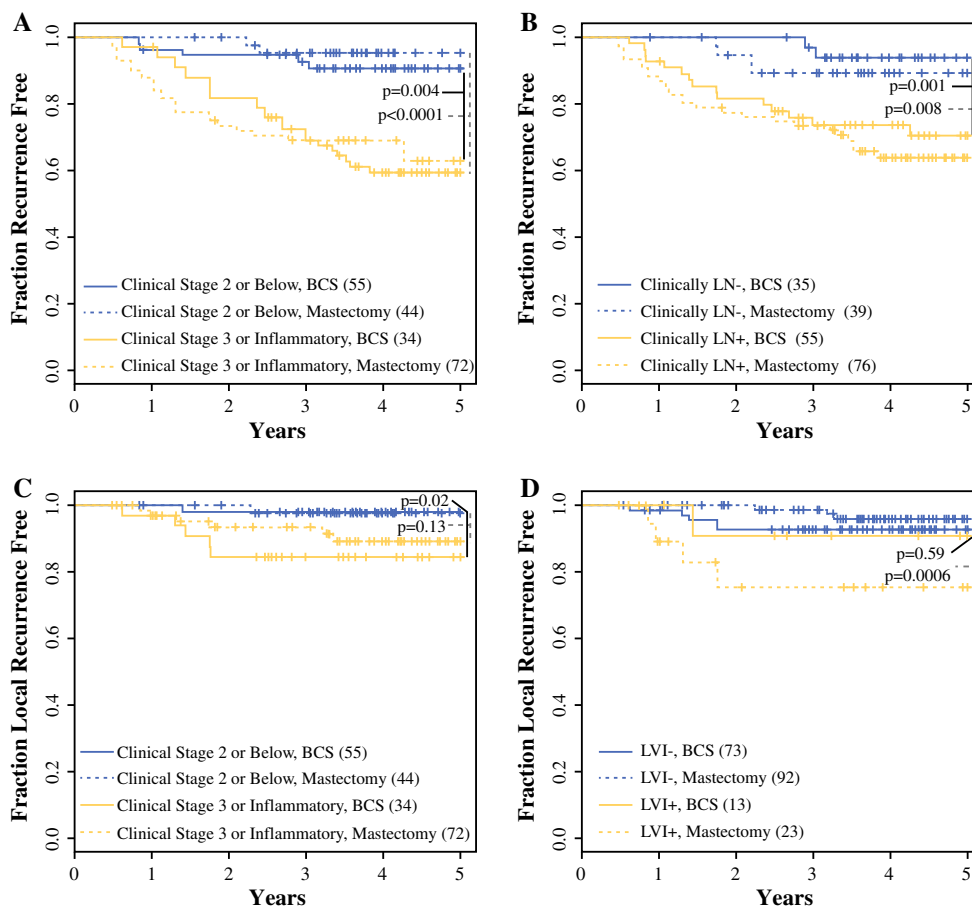 A
Fraction Recurrence Free
1.0
0.8
0.6
0.4
0.2
0.0
p=0.004
p<0.0001
Clinical Stage 2 or Below, BCS (55)
Clinical Stage 2 or Below, Mastectomy (44)
Clinical Stage 3 or Inflammatory, BCS (34)
Clinical Stage 3 or Inflammatory, Mastectomy (72)
0 1 2 3 4 5
Years
B
Fraction Recurrence Free
1.0
0.8
0.6
0.4
0.2
0.0
p=0.001
p=0.008
Clinically LN-, BCS (35)
Clinically LN-, Mastectomy (39)
Clinically LN+, BCS (55)
Clinically LN+, Mastectomy (76)
0 1 2 3 4 5
Years
C
Fraction Local Recurrence Free
1.0
0.8
0.6
0.4
0.2
0.0
p=0.02
p=0.13
Clinical Stage 2 or Below, BCS (55)
Clinical Stage 2 or Below, Mastectomy (44)
Clinical Stage 3 or Inflammatory, BCS (34)
Clinical Stage 3 or Inflammatory, Mastectomy (72)
0 1 2 3 4 5
Years
D
Fraction Local Recurrence Free
1.0
0.8
0.6
0.4
0.2
0.0
p=0.59
p=0.0006
LVI-, BCS (73)
LVI-, Mastectomy (92)
LVI+, BCS (13)
LVI+, Mastectomy (23)
0 1 2 3 4 5
Years